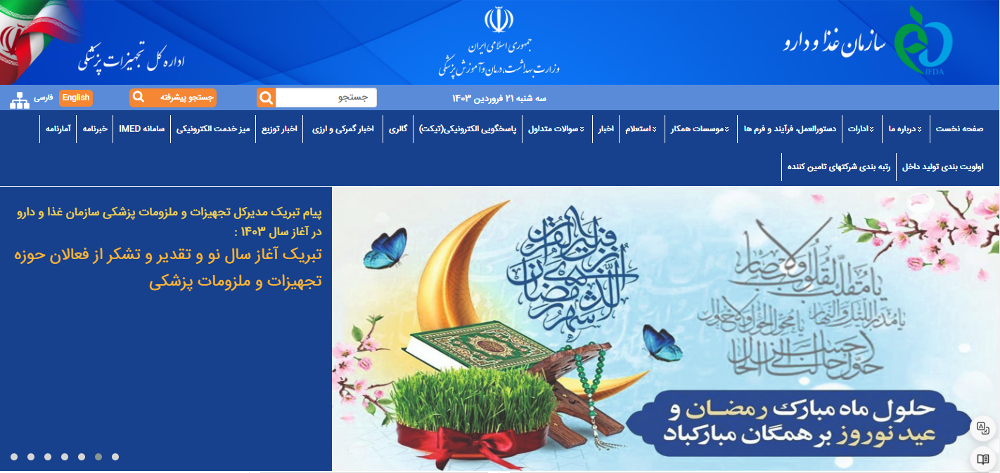 سازمان غذا و دارو
IFDA
جمهوری اسلامی ایران
وزارت بهداشت، درمان و آموزش پزشکی
اداره کل تجهیزات پزشکی
سه شنبه ۲۱ فروردین ۱۴۰۳
جستجو
جستجو پیشرفته
English
فارسی
صفحه نخست
درباره ما
ادارات
دستورالعمل، فرآیند و فرم ها
موسسات همکار
استعلام
اخبار
سوالات متداول
پاسخگویی الکترونیکی(تیکت)
گالری
اخبار گمرکی و ارزی
اخبار توزیع
میز خدمت الکترونیکی
سامانه IMED
خبرنامه
آمارنامه
اولویت بندی تولید داخل
رتبه بندی شرکتهای تامین کننده
یا مقلب القلوب و الابصار
یا مدبر اللیل و النهار
یا محول الحول و الاحوال
حول حالنا الی احسن الحال
شهر رمضان
الذی انزل فیه القرآن
حلول ماه مبارک رمضان و
عید نوروز بر همگان مبارکباد
پیام تبریک مدیرکل تجهیزات و ملزومات پزشکی سازمان غذا و دارو
در آغاز سال ۱۴۰۳ :
تبریک آغاز سال نو و تقدیر و تشکر از فعالان حوزه
تجهیزات و ملزومات پزشکی